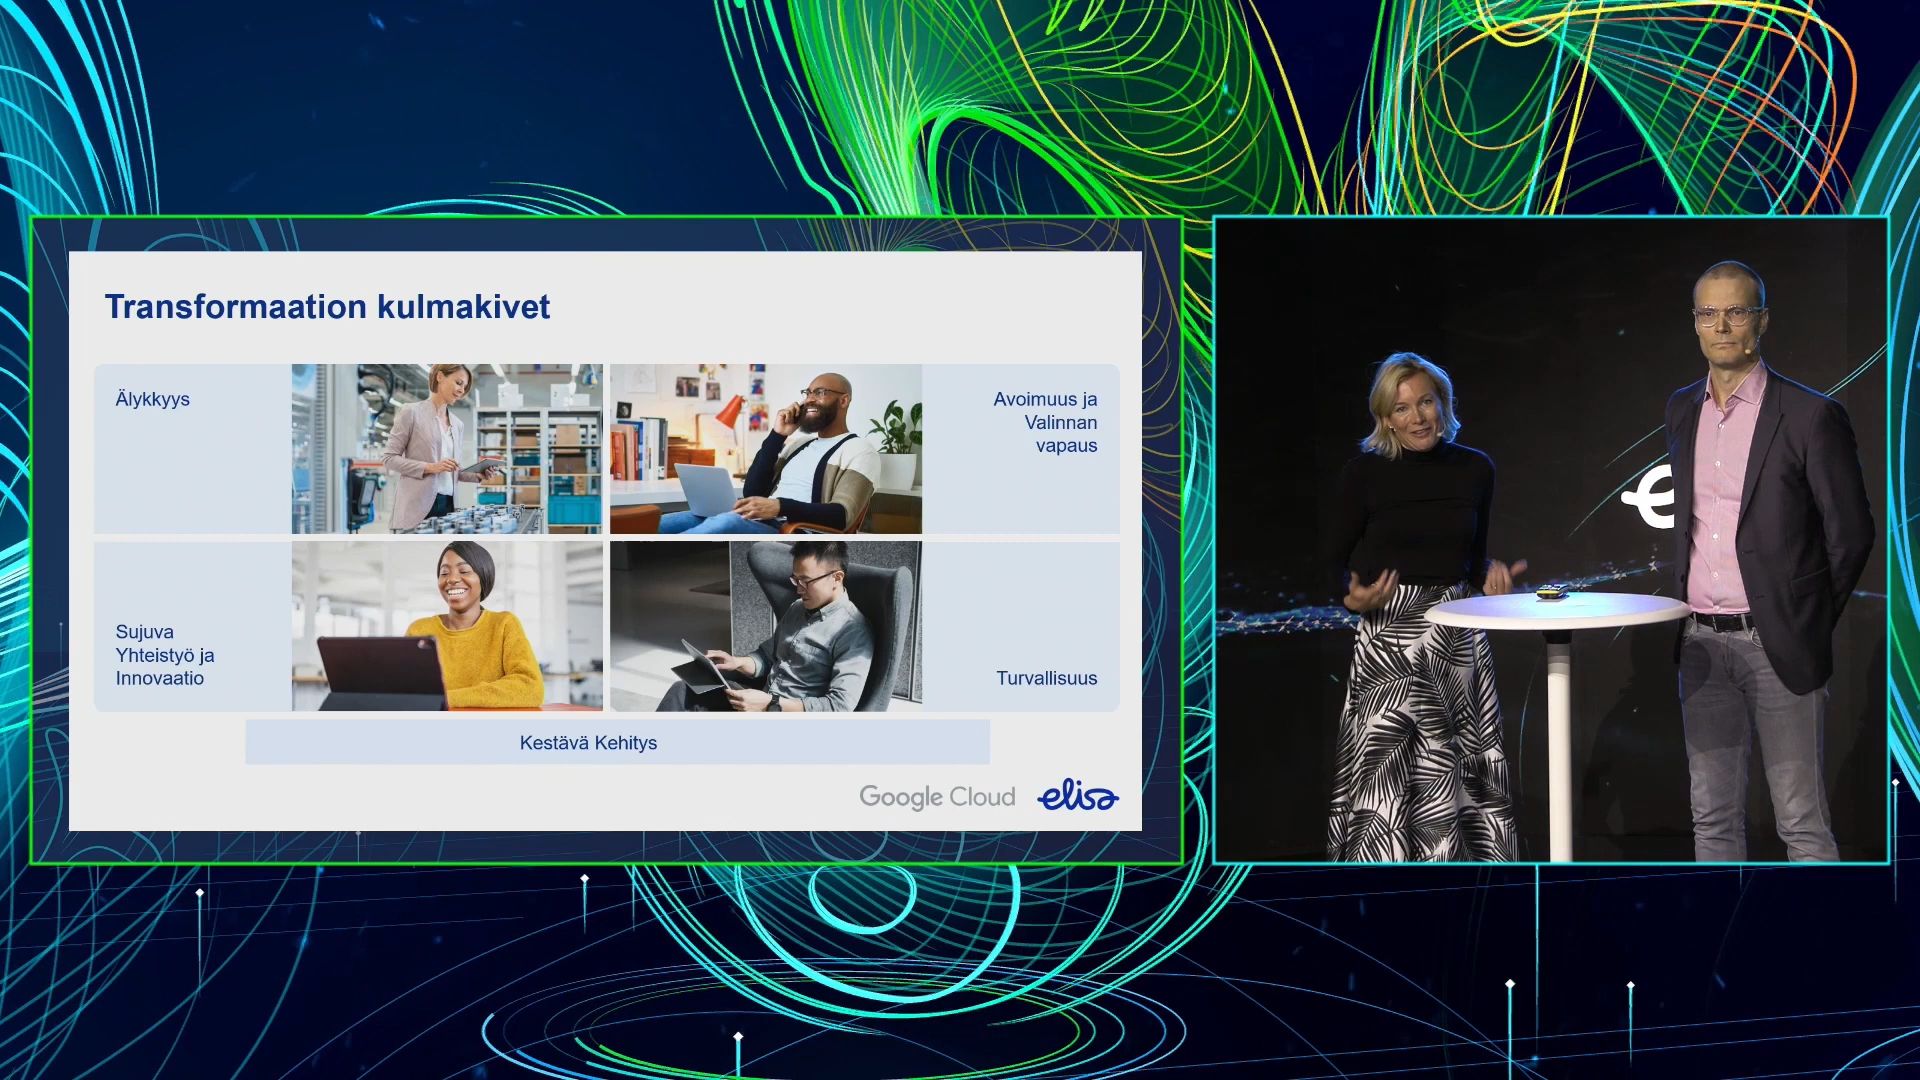 Transformaation kulmakivet
Älykkyys
Avoimuus ja
Valinnan
vapaus
Sujuva
Yhteistyö ja
Innovaatio
Turvallisuus
Kestävä Kehitys
Google Cloud
elisa
e